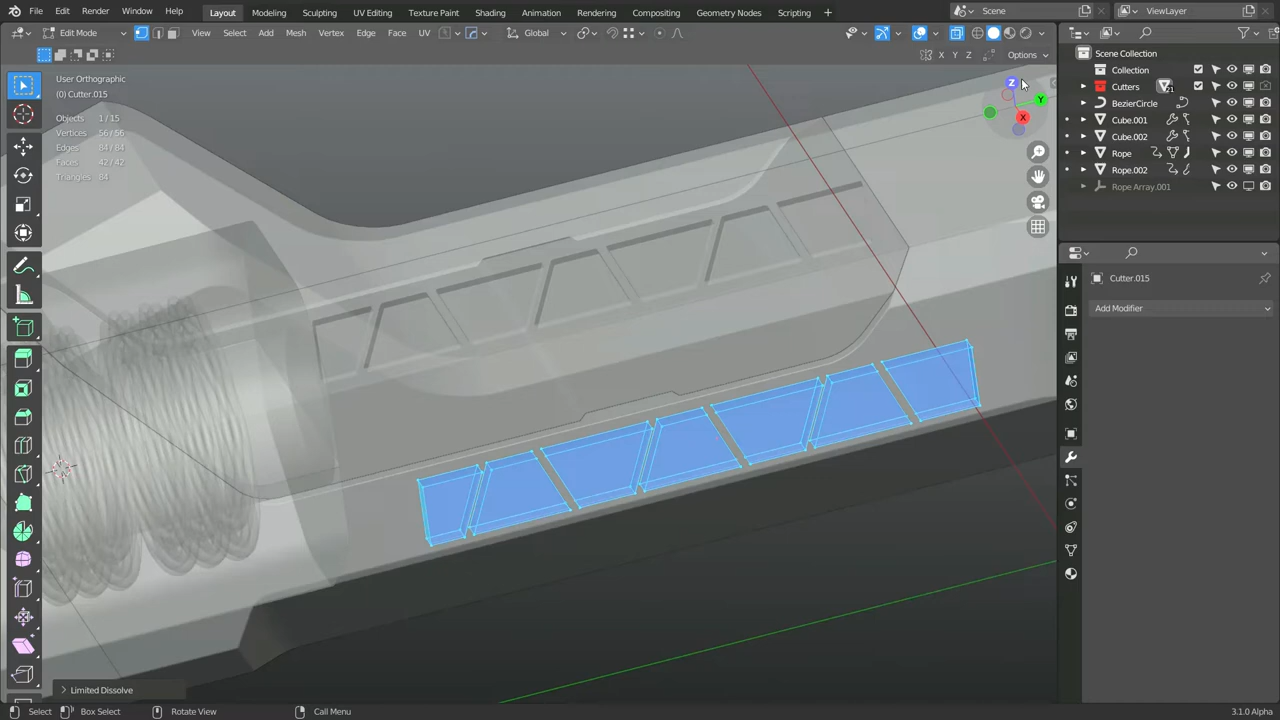 File Edit Render Window Help Layout Modeling Sculpting UV Editing Texture Paint Shading Animation Rendering Compositing Geometry Nodes Scripting + Scene ViewLayer
Edit Mode View Select Add Mesh Vertex Edge Face UV Global
X Y Z Options
User Orthographic
(0) Cutter.015
Objects 1/15
Vertices 56/56
Edges 84/84
Faces 42/42
Triangles 84
Z
Y
X
Scene Collection
Collection
Cutters 21
BezierCircle
Cube.001
Cube.002
Rope
Rope.002
Rope Array.001
Cutter.015
Add Modifier
Limited Dissolve
Select Box Select Rotate View Call Menu 3.1.0 Alpha